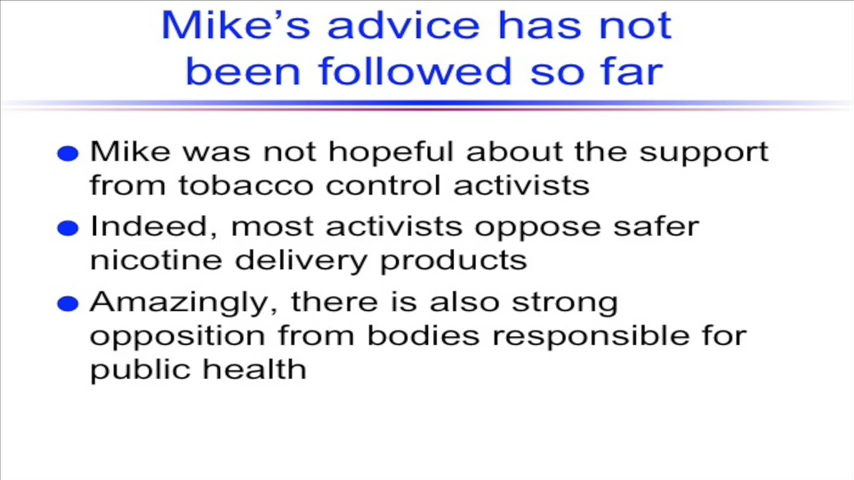 Mike's advice has not
been followed so far
Mike was not hopeful about the support
from tobacco control activists
Indeed, most activists oppose safer
nicotine delivery products
Amazingly, there is also strong
opposition from bodies responsible for
public health